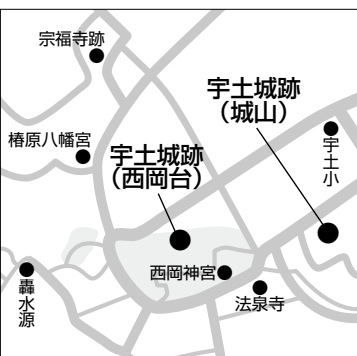 宗福寺跡
宇土城跡
（城山）
椿原八幡宮
宇土城跡
（西岡台）
宇土小
西岡神宮
轟水源
法泉寺